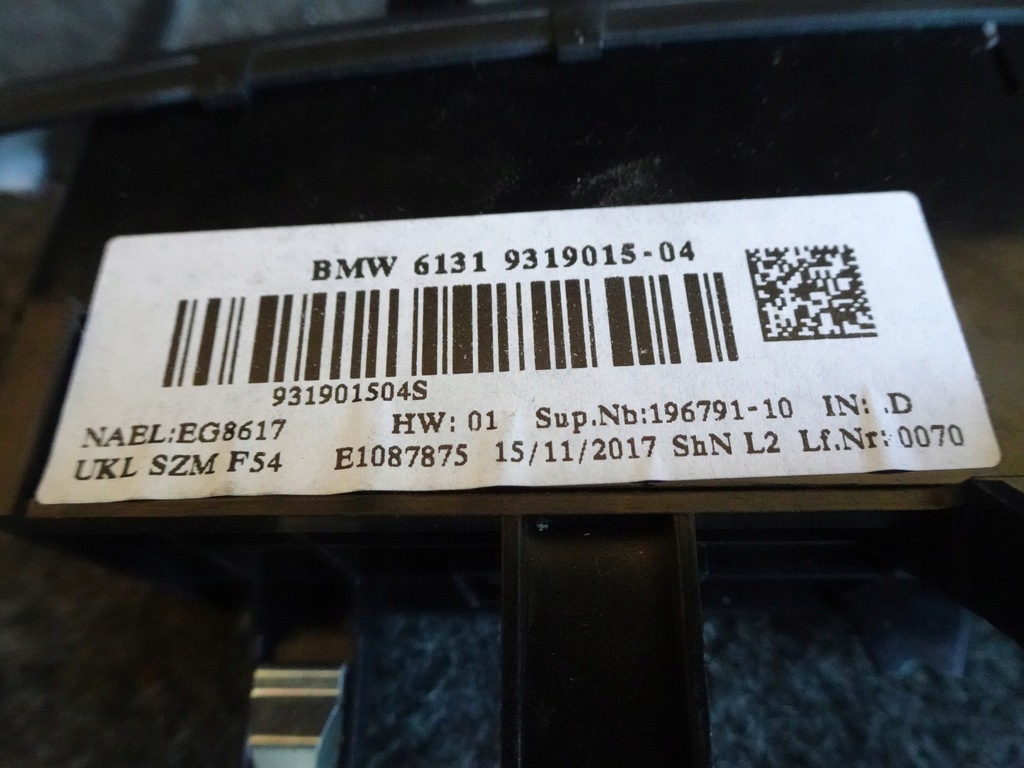 BMW 6131 9319015-04
931901504S
NAEL:EG8617 HW: 01 Sup.Nb:196791-10 IN: .D
UKL SZM F54 E1087875 15/11/2017 ShN L2 Lf.Nr: 0070